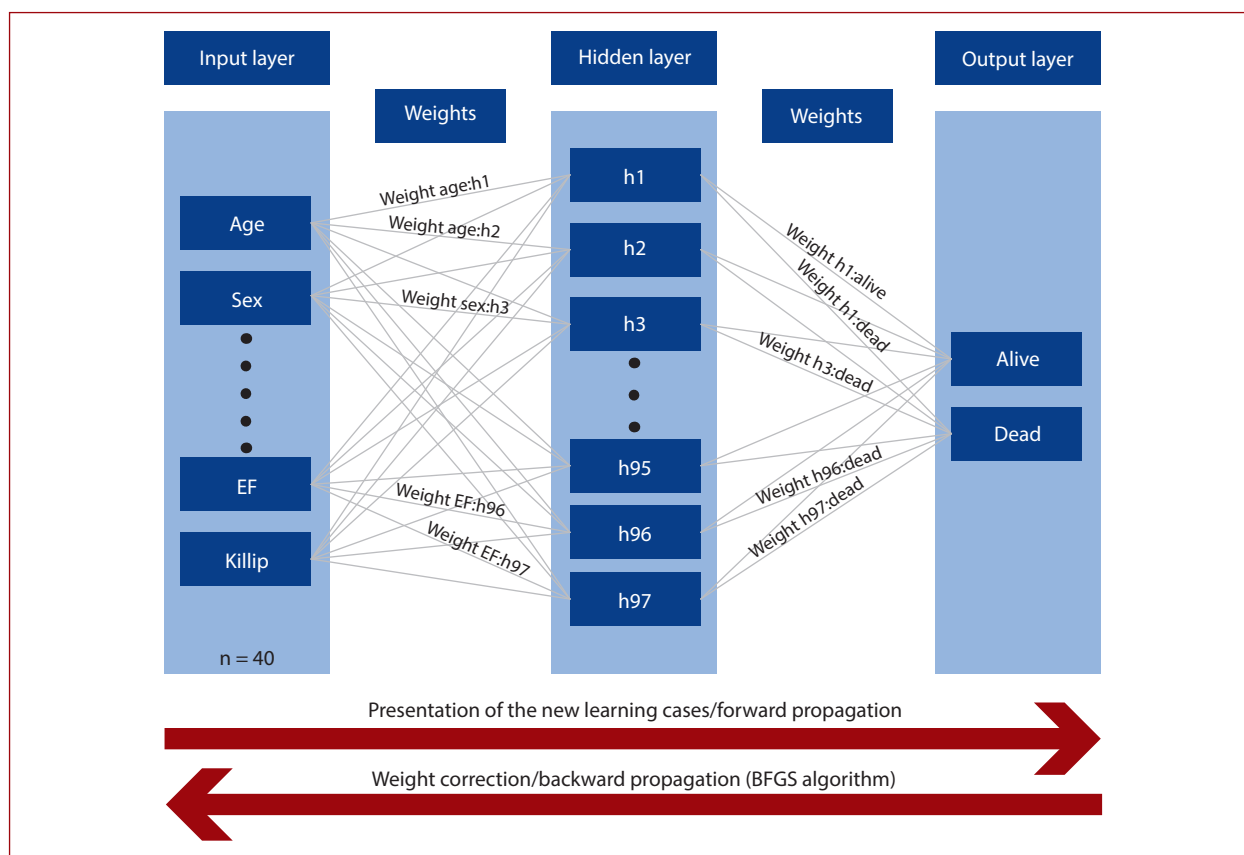 Input layer
Hidden layer
Output layer
Weights
Weights
Age
Sex
EF
Killip
n = 40
Weight age:h1
Weight age:h2
Weight sex:h3
Weight EF:h96
Weight EF:h97
h1
h2
h3
h95
h96
h97
Weight h1:alive
Weight h1:dead
Weight h3:dead
Weight h96:dead
Weight h97:dead
Alive
Dead
Presentation of the new learning cases/forward propagation
Weight correction/backward propagation (BFGS algorithm)